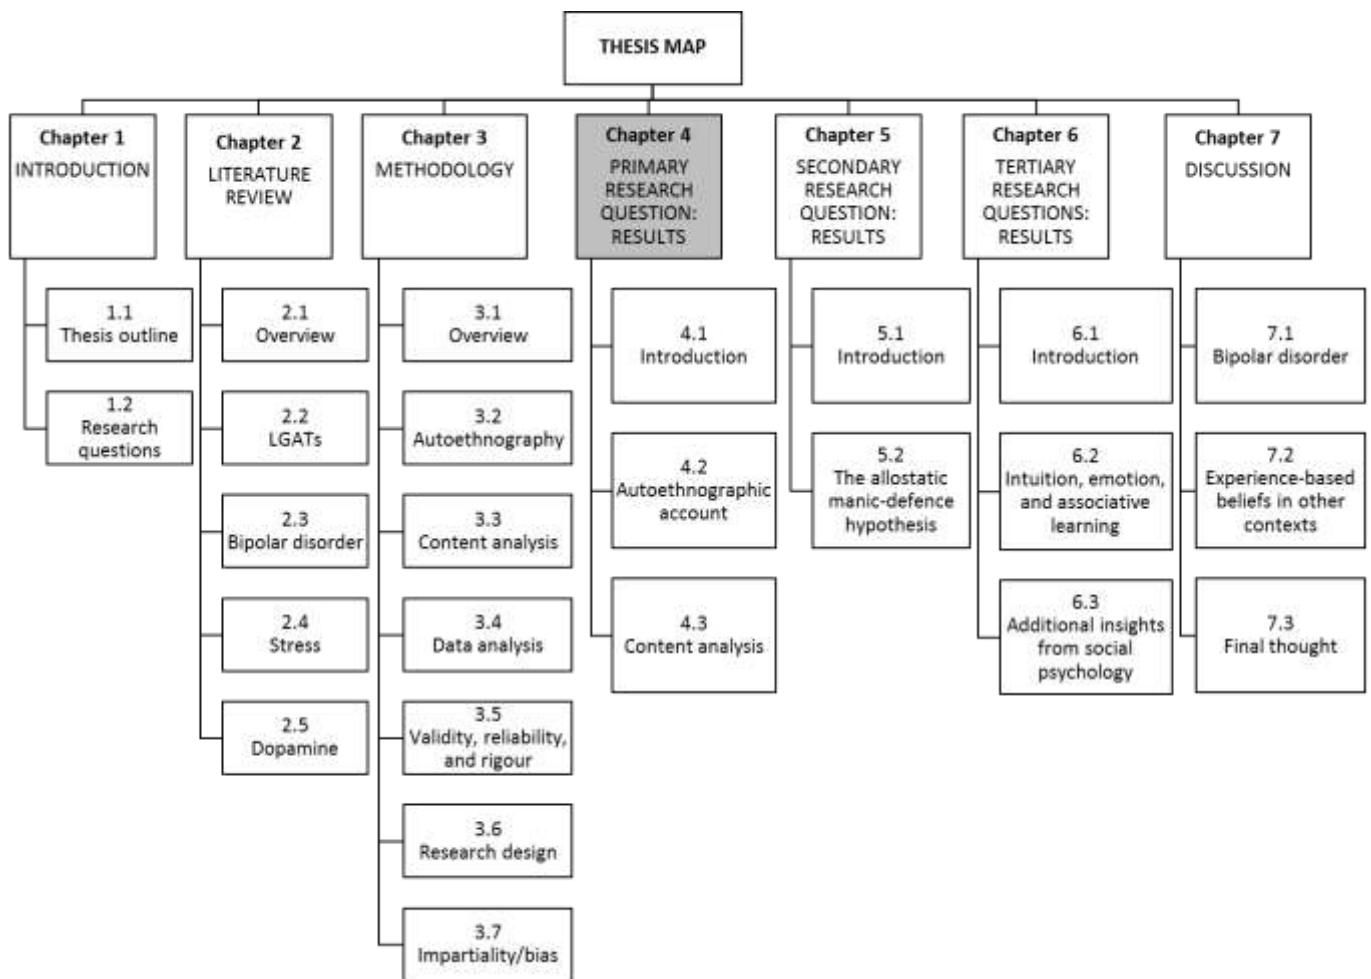 THESIS MAP
Chapter 1
INTRODUCTION
1.1
Thesis outline
1.2
Research
questions
Chapter 2
LITERATURE
REVIEW
2.1
Overview
2.2
LGATs
2.3
Bipolar disorder
2.4
Stress
2.5
Dopamine
Chapter 3
METHODOLOGY
3.1
Overview
3.2
Autoethnography
3.3
Content analysis
3.4
Data analysis
3.5
Validity, reliability,
and rigour
3.6
Research design
3.7
Impartiality/bias
Chapter 4
PRIMARY
RESEARCH
QUESTION:
RESULTS
4.1
Introduction
4.2
Autoethnographic
account
4.3
Content analysis
Chapter 5
SECONDARY
RESEARCH
QUESTION:
RESULTS
5.1
Introduction
5.2
The allostatic
manic-defence
hypothesis
Chapter 6
TERTIARY
RESEARCH
QUESTIONS:
RESULTS
6.1
Introduction
6.2
Intuition, emotion,
and associative
learning
6.3
Additional insights
from social
psychology
Chapter 7
DISCUSSION
7.1
Bipolar disorder
7.2
Experience-based
beliefs in other
contexts
7.3
Final thought